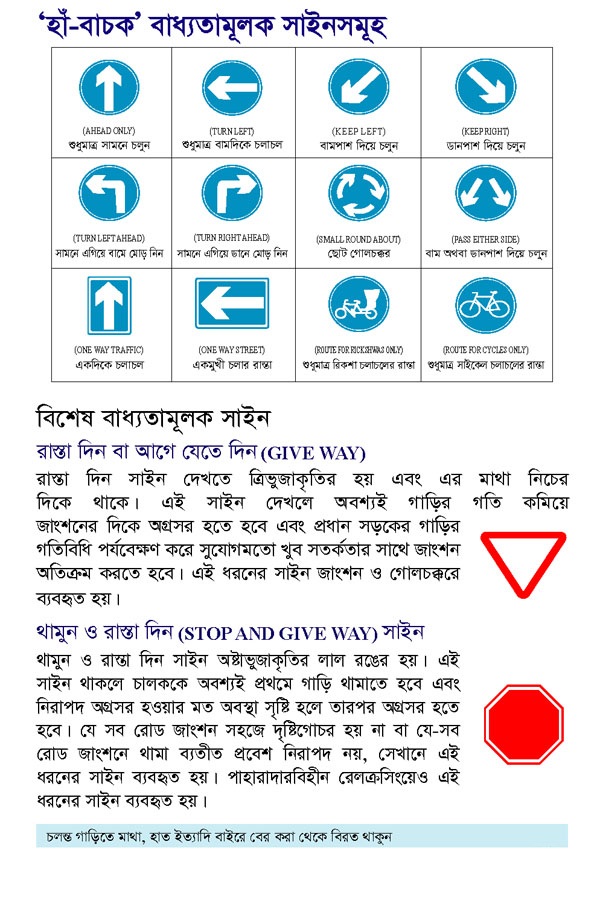 ‘হাঁ-বাচক’ বাধ্যতামূলক সাইনসমূহ
(AHEAD ONLY)
শুধুমাত্র সামনে চলুন
(TURN LEFT)
শুধুমাত্র বামদিকে চলাচল
(KEEP LEFT)
বামপাশ দিয়ে চলুন
(KEEP RIGHT)
ডানপাশ দিয়ে চলুন
(TURN LEFT AHEAD)
সামনে এগিয়ে বামে মোড় নিন
(TURN RIGHT AHEAD)
সামনে এগিয়ে ডানে মোড় নিন
(SMALL ROUND ABOUT)
ছোট গোলচক্কর
(PASS EITHER SIDE)
বাম অথবা ডানপাশ দিয়ে চলুন
(ONE WAY TRAFFIC)
একদিকে চলাচল
(ONE WAY STREET)
একমুখী চলার রাস্তা
(ROUTE FOR RICKSHWAS ONLY)
শুধুমাত্র রিকশা চলাচলের রাস্তা
(ROUTE FOR CYCLES ONLY)
শুধুমাত্র সাইকেল চলাচলের রাস্তা
বিশেষ বাধ্যতামূলক সাইন
রাস্তা দিন বা আগে যেতে দিন (GIVE WAY)
রাস্তা দিন সাইন দেখতে ত্রিভুজাকৃতির হয় এবং এর মাথা নিচের
দিকে থাকে। এই সাইন দেখলে অবশ্যই গাড়ির গতি কমিয়ে
জাংশনের দিকে অগ্রসর হতে হবে এবং প্রধান সড়কের গাড়ির
গতিবিধি পর্যবেক্ষণ করে সুযোগমতো খুব সতর্কতার সাথে জাংশন
অতিক্রম করতে হবে। এই ধরনের সাইন জাংশন ও গোলচক্করে
ব্যবহৃত হয়।
থামুন ও রাস্তা দিন (STOP AND GIVE WAY) সাইন
থামুন ও রাস্তা দিন সাইন অষ্টাভুজাকৃতির লাল রঙের হয়। এই
সাইন থাকলে চালককে অবশ্যই প্রথমে গাড়ি থামাতে হবে এবং
নিরাপদ অগ্রসর হওয়ার মত অবস্থা সৃষ্টি হলে তারপর অগ্রসর হতে
হবে। যে সব রোড জাংশন সহজে দৃষ্টিগোচর হয় না বা যে-সব
রোড জাংশনে থামা ব্যতীত প্রবেশ নিরাপদ নয়, সেখানে এই
ধরনের সাইন ব্যবহৃত হয়। পাহারাদারবিহীন রেলক্রসিংয়েও এই
ধরনের সাইন ব্যবহৃত হয়।
চলন্ত গাড়িতে মাথা, হাত ইত্যাদি বাইরে বের করা থেকে বিরত থাকুন